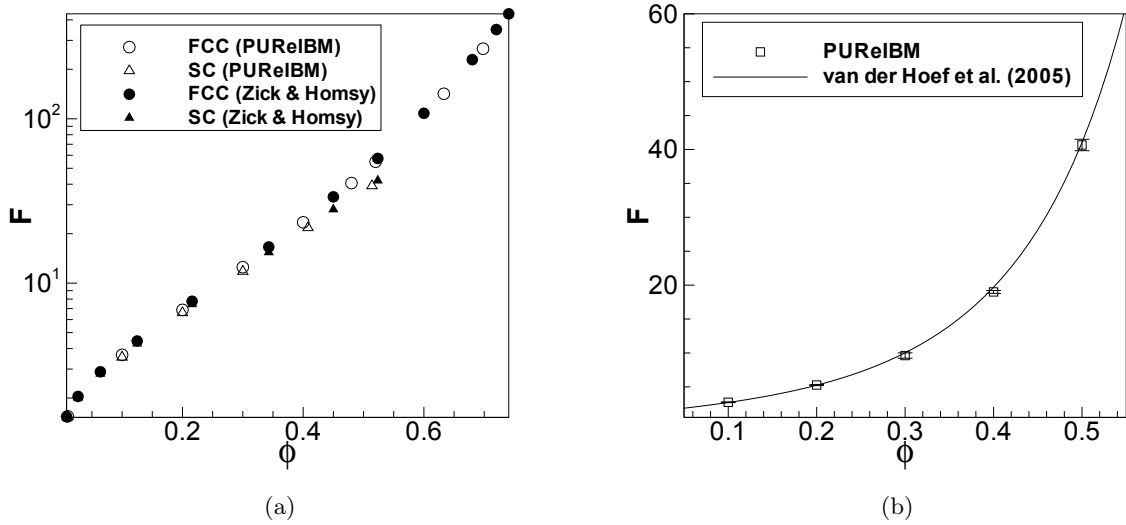 10²
10¹
F
0.2
0.4
0.6
ϕ
FCC (PUReIBM)
SC (PUReIBM)
FCC (Zick & Homsy)
SC (Zick & Homsy)
(a)
60
40
20
F
0.1
0.2
0.3
0.4
0.5
ϕ
PUReIBM
van der Hoef et al. (2005)
(b)